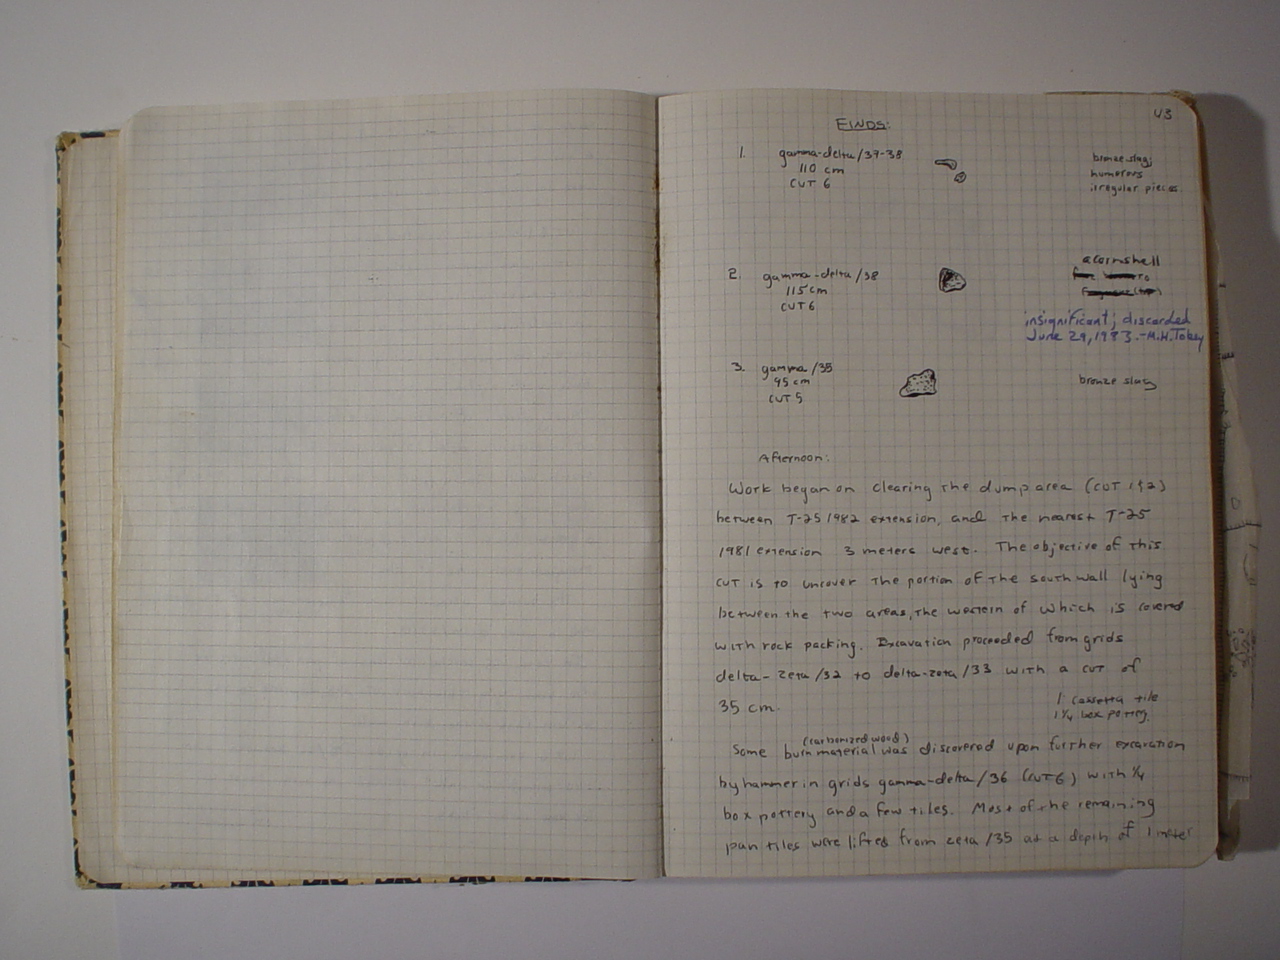 43
FINDS:
1. gamma-delta/37-38
110 cm
CUT 6
bronze slag;
numerous
irregular pieces
2. gamma-delta/38
115 cm
CUT 6
acornshell
insignificant; discarded
June 29, 1983. -M.H. Tobey
3. gamma/35
95 cm
CUT 5
bronze slag
Afternoon:
Work began on clearing the dump area (CUT 1&2)
between T-25 1982 extension, and the nearest T-25
1981 extension 3 meters west. The objective of this
CUT is to uncover the portion of the south wall lying
between the two areas, the western of which is covered
with rock packing. Excavation proceeded from grids
delta-zeta/32 to delta-zeta/33 with a cut of
35 cm.
1 cassetta tile
1 1/4 box pottery
(carbonized wood)
Some burn material was discovered upon further excavation
by hammer in grids gamma-delta/36 (CUT 6) with 1/4
box pottery and a few tiles. Most of the remaining
pan tiles were lifted from zeta/35 at a depth of 1 meter